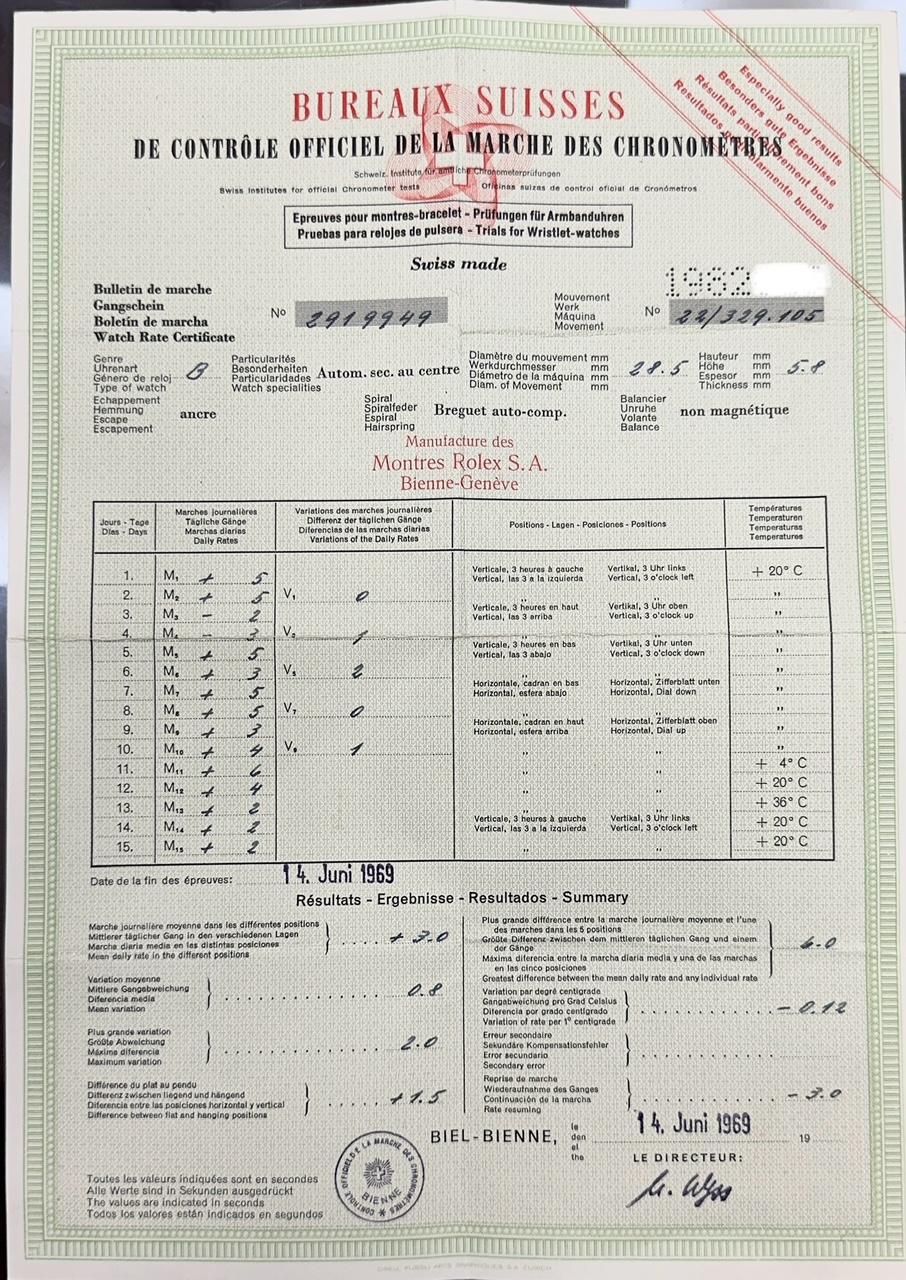 Especially good results
Besonders gute Ergebnisse
Résultats particulièrement bons
Resultados particularmente buenos
BUREAUX SUISSES
DE CONTRÔLE OFFICIEL DE LA MARCHE DES CHRONOMÈTRES
Schweiz. Institute für amtliche Chronometerprüfungen
Swiss Institutes for official Chronometer tests Oficinas suizas de control oficial de Cronómetros
Epreuves pour montres-bracelet - Prüfungen für Armbanduhren
Pruebas para relojes de pulsera - Trials for Wristlet-watches
Swiss made
1982
Bulletin de marche
Gangschein
Boletín de marcha
Watch Rate Certificate
No 2919949
Mouvement
Werk
Máquina
Movement
No 22/329.105
Genre
Uhrenart
Género de reloj
Type of watch
B
Particularités
Besonderheiten
Particularidades
Watch specialities
Autom. sec. au centre
Diamètre du mouvement mm
Werkdurchmesser mm
Diámetro de la máquina mm
Diam. of Movement mm
28.5
Hauteur mm
Höhe mm
Espesor mm
Thickness mm
5.8
Echappement
Hemmung
Escape
Escapement
ancre
Spiral
Spiralfeder
Espiral
Hairspring
Breguet auto-comp.
Balancier
Unruhe
Volante
Balance
non magnétique
Manufacture des
Montres Rolex S.A.
Bienne-Genève
Jours - Tage
Días - Days
Marches journalières
Tägliche Gänge
Marchas diarias
Daily Rates
Variations des marches journalières
Differenz der täglichen Gänge
Diferencias de las marchas diarias
Variations of the Daily Rates
Positions - Lagen - Posiciones - Positions
Températures
Temperaturen
Temperaturas
Temperatures
1. M1 + 5 Verticale, 3 heures à gauche Vertikal, 3 Uhr links + 20° C
Vertical, las 3 a la izquierda Vertical, 3 o'clock left
2. M2 + 5 V1 0 „ „ „
3. M3 - 2 Verticale, 3 heures en haut Vertikal, 3 Uhr oben „
Vertical, las 3 arriba Vertical, 3 o'clock up
4. M4 - 3 V3 1 „ „ „
5. M5 + 5 Verticale, 3 heures en bas Vertikal, 3 Uhr unten „
Vertical, las 3 abajo Vertical, 3 o'clock down
6. M6 + 3 V5 2 „ „ „
7. M7 + 5 Horizontale, cadran en bas Horizontal, Zifferblatt unten „
Horizontal, esfera abajo Horizontal, Dial down
8. M8 + 5 V7 0 „ „ „
9. M9 + 3 Horizontale, cadran en haut Horizontal, Zifferblatt oben „
Horizontal, esfera arriba Horizontal, Dial up
10. M10 + 4 V9 1 „ „ „
11. M11 + 6 „ „ + 4° C
12. M12 + 4 „ „ + 20° C
13. M13 + 2 „ „ + 36° C
14. M14 + 2 Verticale, 3 heures à gauche Vertikal, 3 Uhr links + 20° C
Vertical, las 3 a la izquierda Vertical, 3 o'clock left
15. M15 + 2 „ „ + 20° C
Date de la fin des épreuves: 14. Juni 1969
Résultats - Ergebnisse - Resultados - Summary
Marche journalière moyenne dans les différentes positions
Mittlerer täglicher Gang in den verschiedenen Lagen
Marcha diaria media en las distintas posiciones
Mean daily rate in the different positions
+ 3.0
Variation moyenne
Mittlere Gangabweichung
Diferencia media
Mean variation
0.8
Plus grande variation
Größte Abweichung
Máxima diferencia
Maximum variation
2.0
Différence du plat au pendu
Differenz zwischen liegend und hängend
Diferencia entre las posiciones horizontal y vertical
Difference between flat and hanging positions
+ 1.5
Plus grande différence entre la marche journalière moyenne et l'une
des marches dans les 5 positions
Größte Differenz zwischen dem mittleren täglichen Gang und einem
der Gänge
Máxima diferencia entre la marcha diaria media y una de las marchas
en las cinco posiciones
Greatest difference between the mean daily rate and any individual rate
6.0
Variation par degré centigrade
Gangabweichung pro Grad Celsius
Diferencia por grado centígrado
Variation of rate per 1° centigrade
- 0.12
Erreur secondaire
Sekundäre Kompensationsfehler
Error secundario
Secondary error
Reprise de marche
Wiederaufnahme des Ganges
Continuación de la marcha
Rate resuming
- 3.0
BIEL-BIENNE,
le
den
el
the
14. Juni 1969 19
LE DIRECTEUR:
W. Wyss
CONTRÔLE OFFICIEL DE LA MARCHE DES CHRONOMÈTRES
BIENNE
Toutes les valeurs indiquées sont en secondes
Alle Werte sind in Sekunden ausgedrückt
The values are indicated in seconds
Todos los valores están indicados en segundos